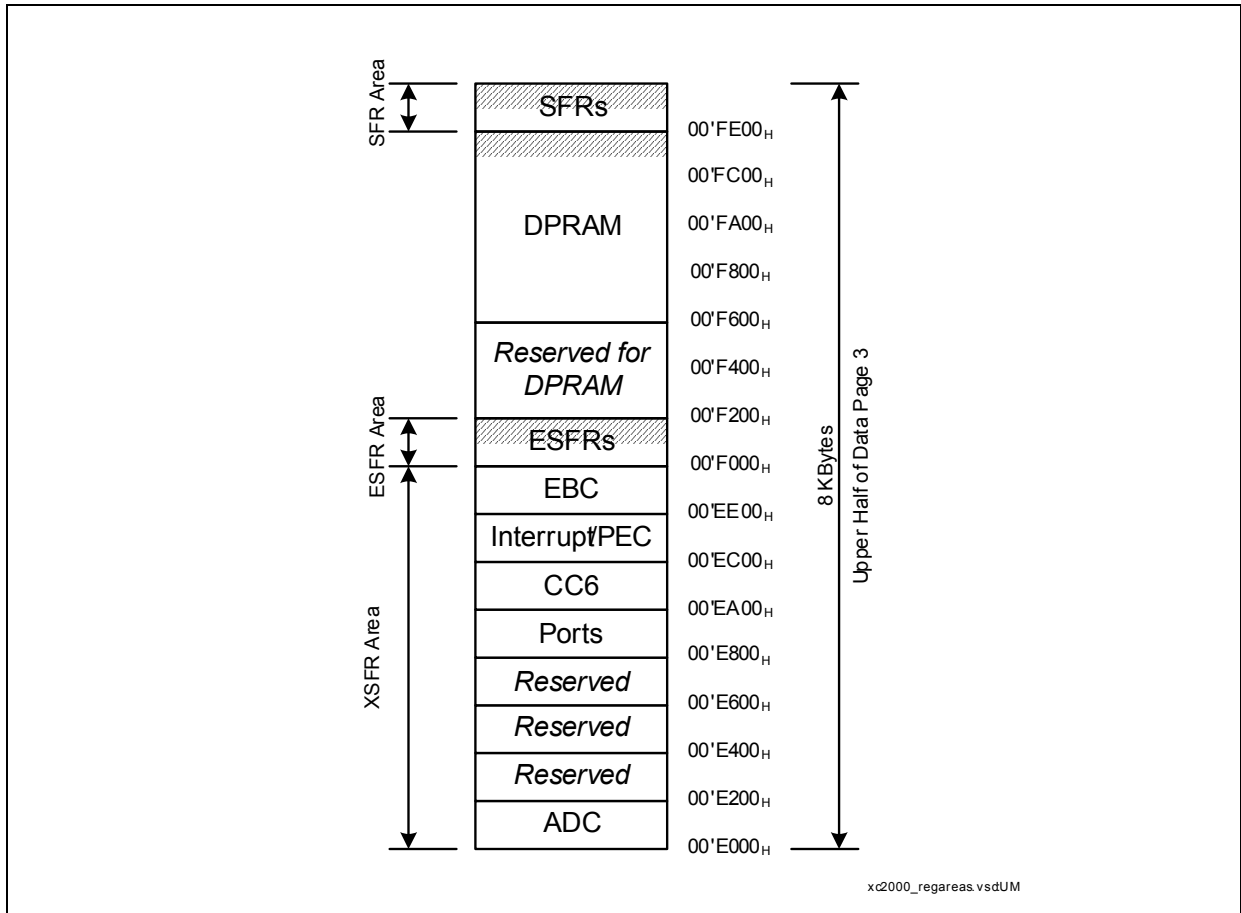 SFR Area
SFRs
00'FE00H
00'FC00H
DPRAM
00'FA00H
00'F800H
00'F600H
Reserved for
DPRAM
00'F400H
00'F200H
ESFR Area
ESFRs
00'F000H
EBC
00'EE00H
Interrupt/PEC
00'EC00H
CC6
00'EA00H
XSFR Area
Ports
00'E800H
Reserved
00'E600H
Reserved
00'E400H
Reserved
00'E200H
ADC
00'E000H
8 KBytes
Upper Half of Data Page 3
xc2000_regareas.vsdUM